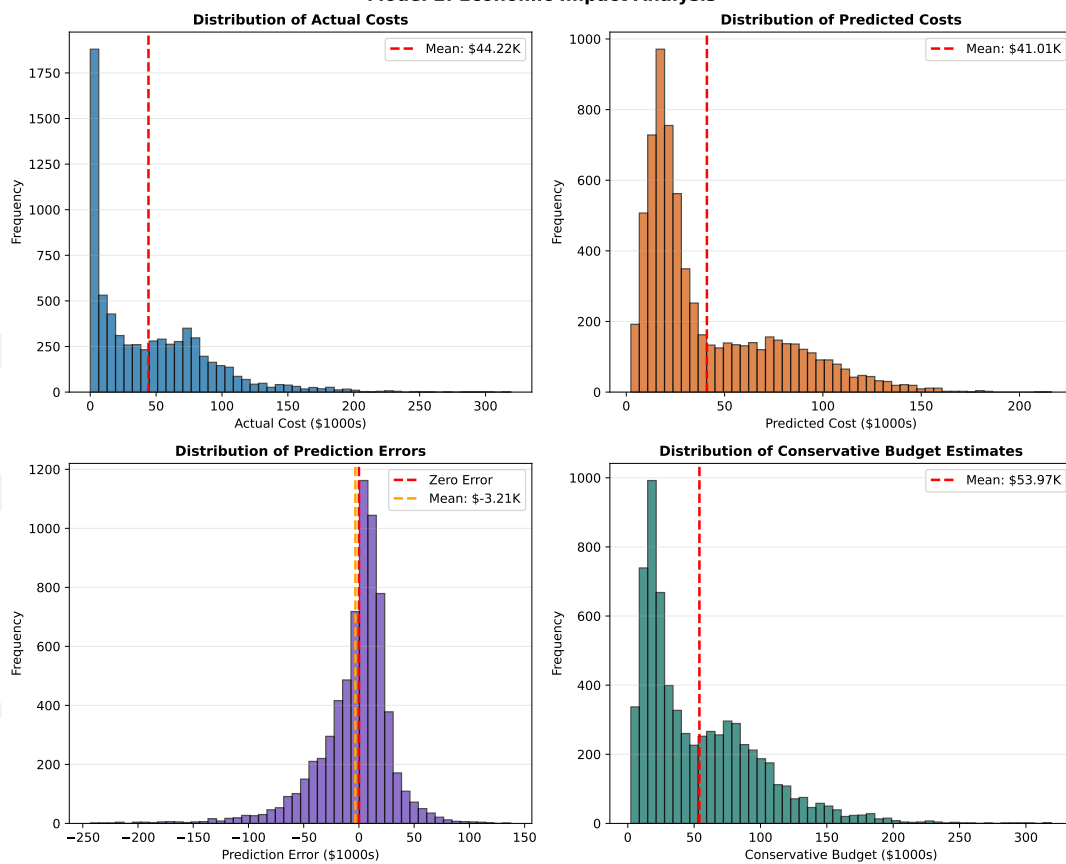 Distribution of Actual Costs
Mean: $44.22K
1750
1500
1250
1000
750
500
250
0
Frequency
0 50 100 150 200 250 300
Actual Cost ($1000s)
Distribution of Predicted Costs
Mean: $41.01K
1000
800
600
400
200
0
Frequency
0 50 100 150 200
Predicted Cost ($1000s)
Distribution of Prediction Errors
Zero Error
Mean: $-3.21K
1200
1000
800
600
400
200
0
Frequency
−250 −200 −150 −100 −50 0 50 100 150
Prediction Error ($1000s)
Distribution of Conservative Budget Estimates
Mean: $53.97K
1000
800
600
400
200
0
Frequency
0 50 100 150 200 250 300
Conservative Budget ($1000s)